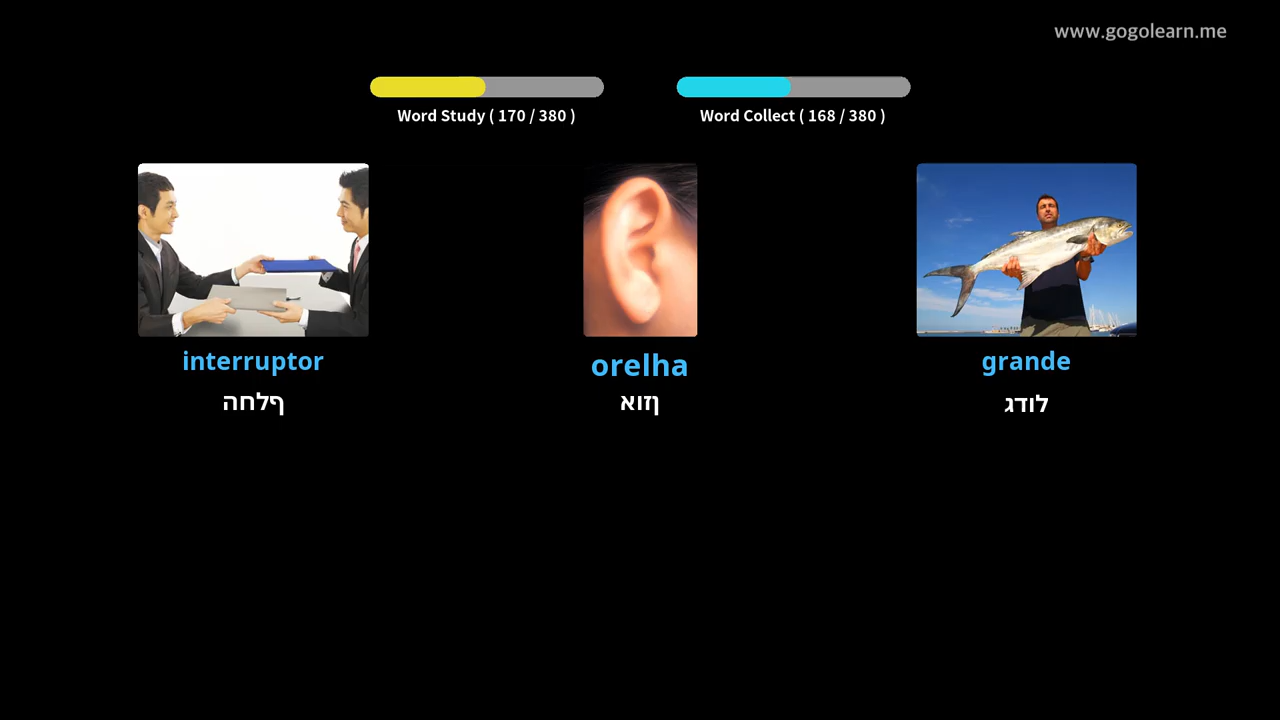 www.gogolearn.me
Word Study ( 170 / 380 )
Word Collect ( 168 / 380 )
interruptor
ףלחה
orelha
ןזוא
grande
לודג